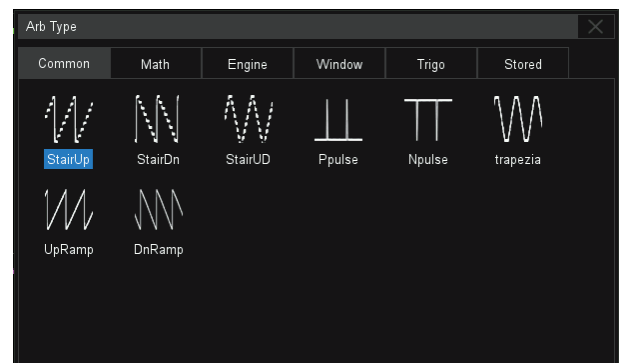 Arb Type
Common Math Engine Window Trigo Stored
StairUp StairDn StairUD Ppulse Npulse trapezia
UpRamp DnRamp